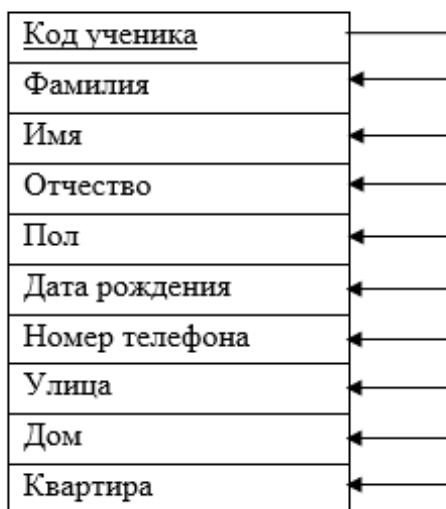 Код ученика
Фамилия
Имя
Отчество
Пол
Дата рождения
Номер телефона
Улица
Дом
Квартира